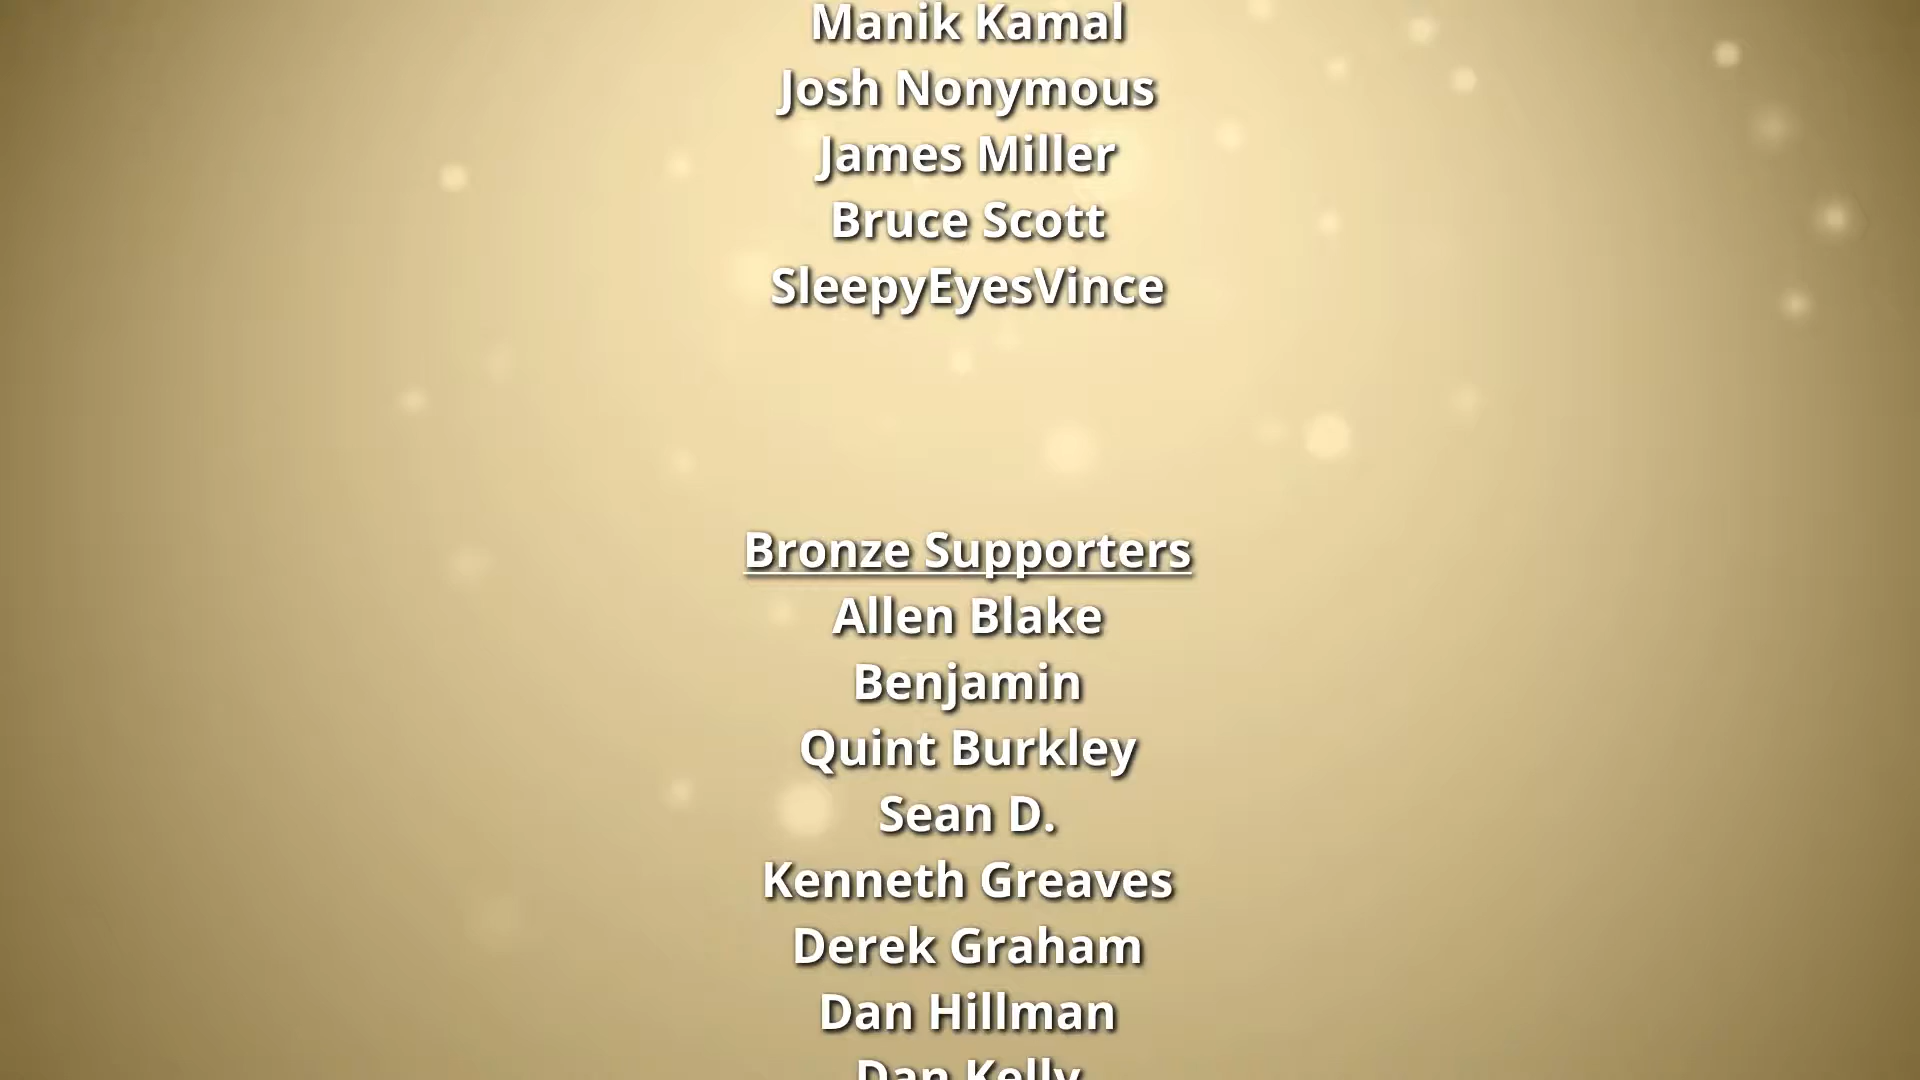 Manik Kamal
Josh Nonymous
James Miller
Bruce Scott
SleepyEyesVince
Bronze Supporters
Allen Blake
Benjamin
Quint Burkley
Sean D.
Kenneth Greaves
Derek Graham
Dan Hillman
Dan Kelly